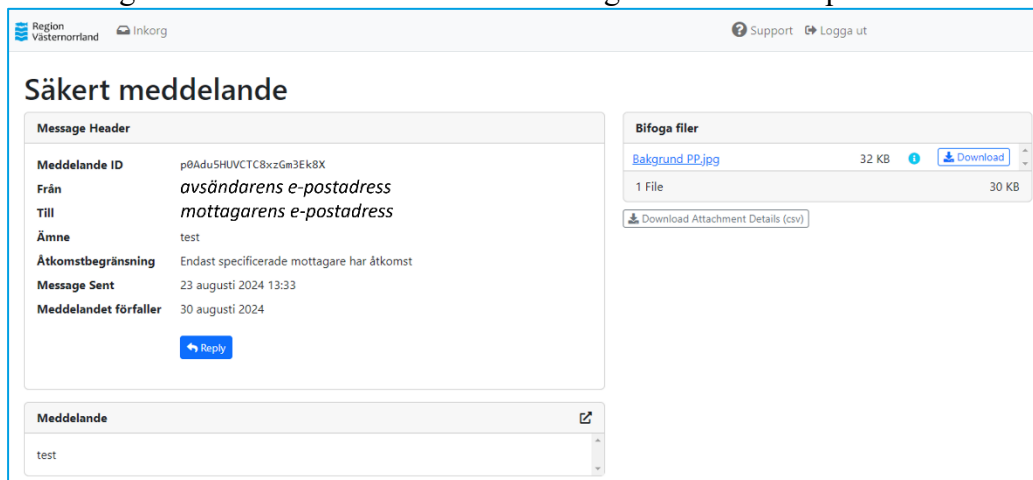 Region
Västernorrland
Inkorg
Support
Logga ut
Säkert meddelande
Message Header
Meddelande ID p0Adu5HUVCTC8xzGm3Ek8X
Från avsändarens e-postadress
Till mottagarens e-postadress
Ämne test
Åtkomstbegränsning Endast specificerade mottagare har åtkomst
Message Sent 23 augusti 2024 13:33
Meddelandet förfaller 30 augusti 2024
Reply
Meddelande
test
Bifoga filer
Bakgrund PP.jpg 32 KB Download
1 File 30 KB
Download Attachment Details (csv)